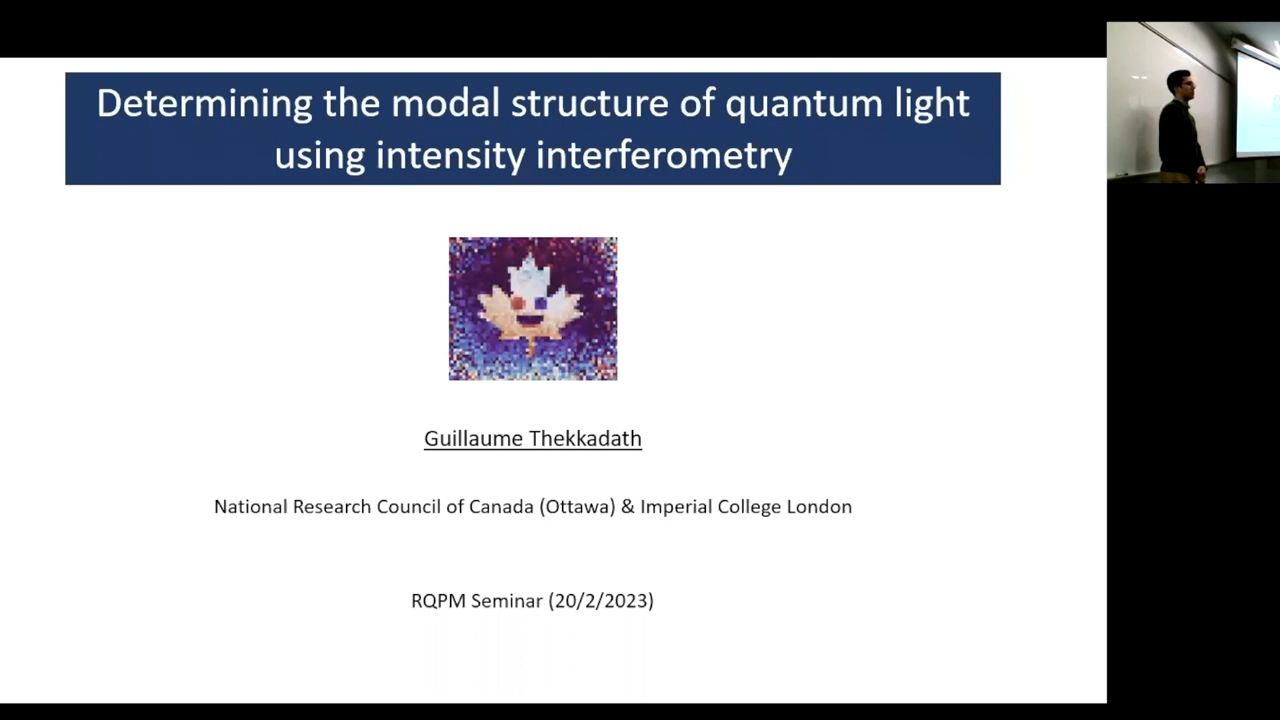 Determining the modal structure of quantum light
using intensity interferometry
Guillaume Thekkadath
National Research Council of Canada (Ottawa) & Imperial College London
RQPM Seminar (20/2/2023)